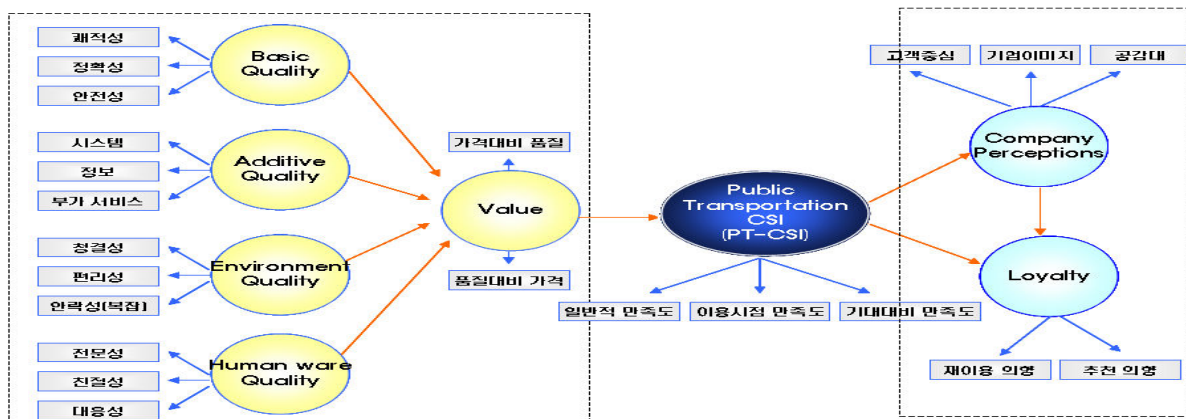 쾌적성
정확성
안전성
Basic
Quality
시스템
정보
부가 서비스
Additive
Quality
청결성
편리성
안락성(복잡)
Environment
Quality
전문성
친절성
대응성
Human ware
Quality
가격대비 품질
Value
품질대비 가격
Public
Transportation
CSI
(PT-CSI)
일반적 만족도
이용시점 만족도
기대대비 만족도
고객중심
기업이미지
공감대
Company
Perceptions
Loyalty
재이용 의향
추천 의향